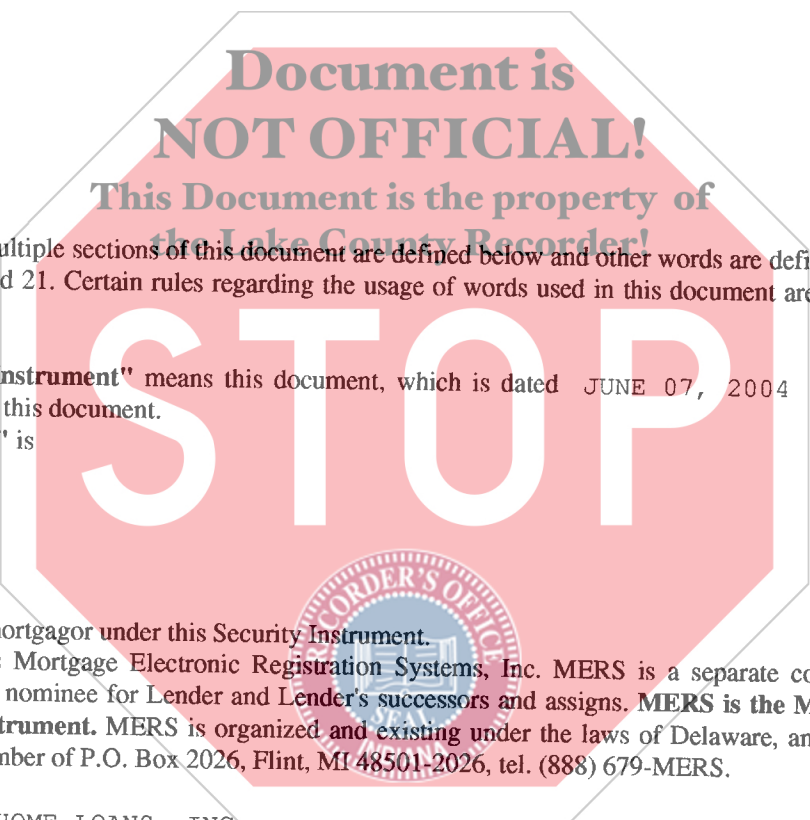 Document is
NOT OFFICIAL!
This Document is the property of
the Lake County Recorder!
ultiple sections of this document are defined below and other words are defi
d 21. Certain rules regarding the usage of words used in this document are
nstrument" means this document, which is dated JUNE 07, 2004
this document.
" is
STOP
RECORDER'S OFFICE
SEAL
INDIANA
ortgagor under this Security Instrument.
: Mortgage Electronic Registration Systems, Inc. MERS is a separate co
nominee for Lender and Lender's successors and assigns. MERS is the M
strument. MERS is organized and existing under the laws of Delaware, an
mber of P.O. Box 2026, Flint, MI 48501-2026, tel. (888) 679-MERS.
HOME LOANS, INC